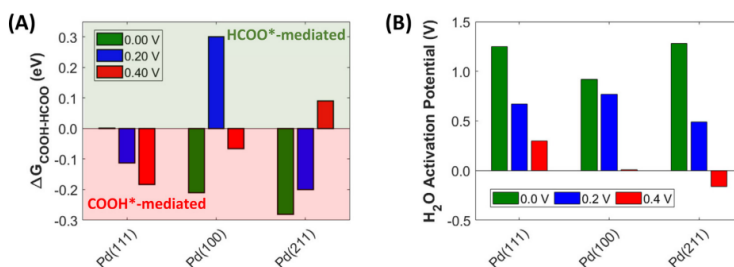 (A)
ΔG_COOH-HCOO (eV)
0.3
0.2
0.1
0.0
-0.1
-0.2
-0.3
0.00 V
0.20 V
0.40 V
HCOO*-mediated
COOH*-mediated
Pd(111)
Pd(100)
Pd(211)
(B)
H₂O Activation Potential (V)
1.5
1.0
0.5
0.0
-0.5
0.0 V
0.2 V
0.4 V
Pd(111)
Pd(100)
Pd(211)